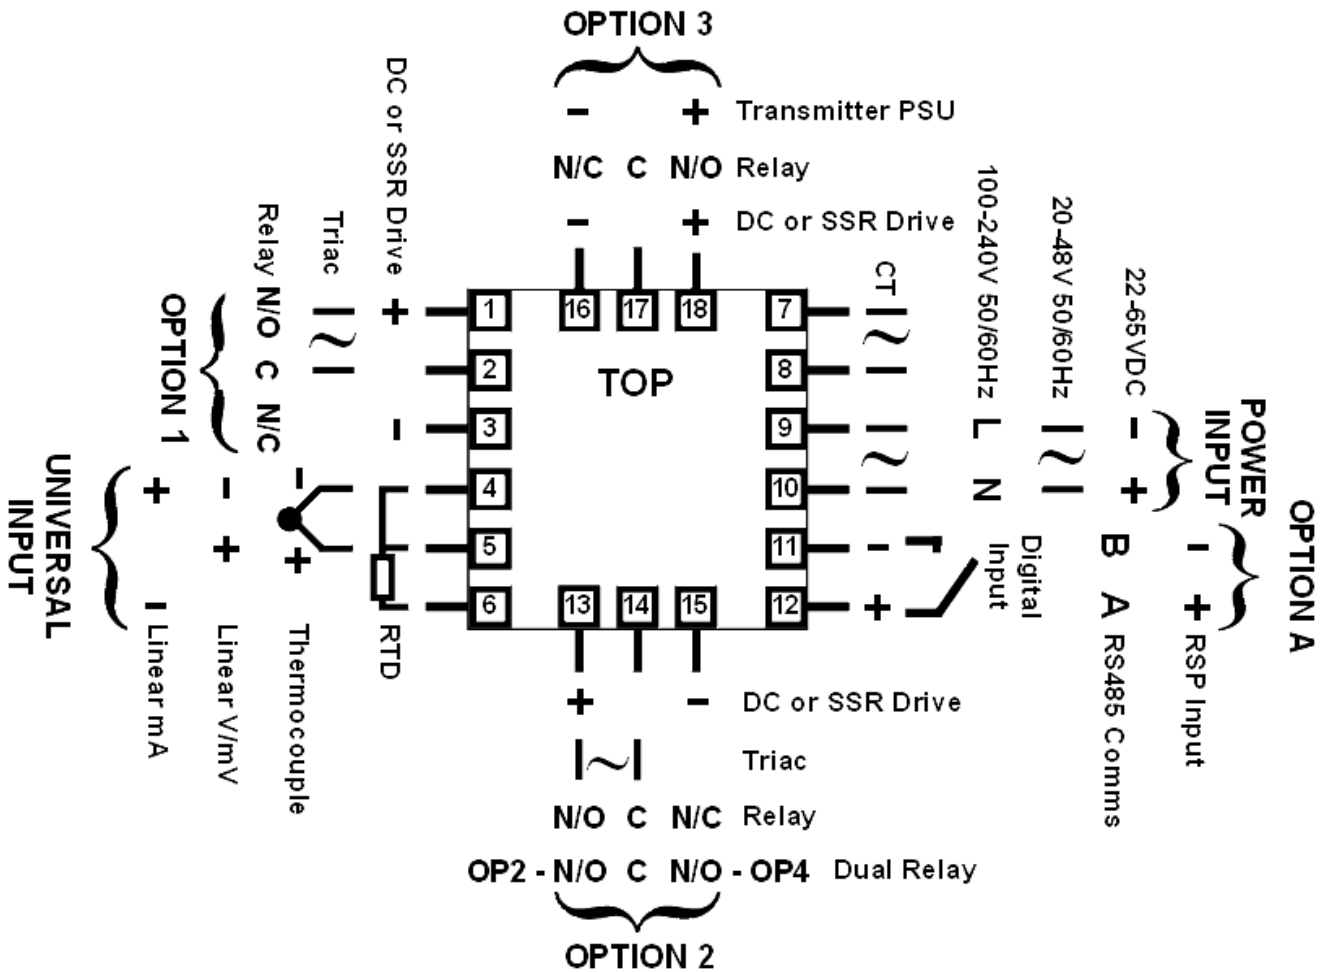 OPTION 3
- + Transmitter PSU
N/C C N/O Relay
- + DC or SSR Drive
DC or SSR Drive + -
Triac ~
Relay N/O C N/C
OPTION 1
1
2
3
4
5
6
16 17 18
TOP
13 14 15
7
8
9
10
11
12
CT ~
~
100-240V 50/60Hz L N
20-48V 50/60Hz ~
22-65VDC - +
POWER
INPUT
- +
Digital
Input
B A RS485 Comms
- + RSP Input
OPTION A
RTD
- + Thermocouple
- + Linear V/mV
+ - Linear mA
UNIVERSAL
INPUT
+ - DC or SSR Drive
~ Triac
N/O C N/C Relay
OP2 - N/O C N/O - OP4 Dual Relay
OPTION 2